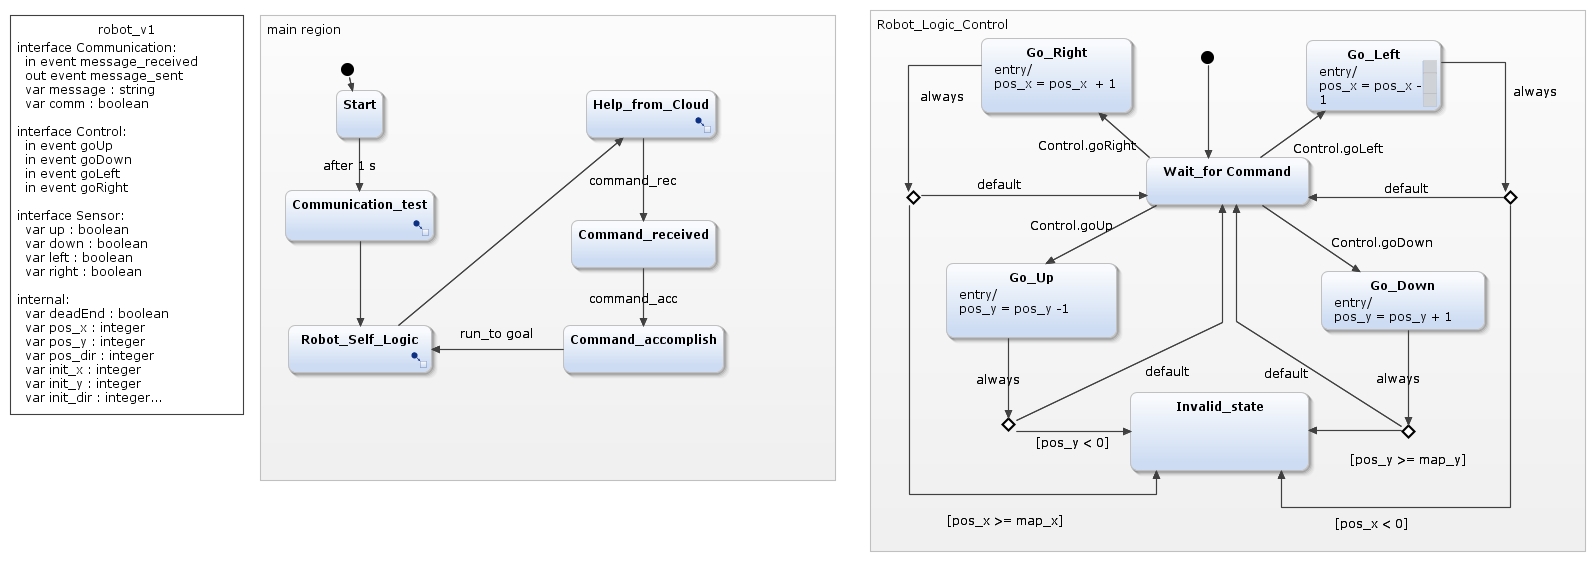 robot_v1
interface Communication:
in event message_received
out event message_sent
var message : string
var comm : boolean
interface Control:
in event goUp
in event goDown
in event goLeft
in event goRight
interface Sensor:
var up : boolean
var down : boolean
var left : boolean
var right : boolean
internal:
var deadEnd : boolean
var pos_x : integer
var pos_y : integer
var pos_dir : integer
var init_x : integer
var init_y : integer
var init_dir : integer...
main region
Start
after 1 s
Communication_test
Robot_Self_Logic
Help_from_Cloud
command_rec
Command_received
command_acc
Command_accomplish
run_to goal
Robot_Logic_Control
Go_Right
entry/
pos_x = pos_x + 1
always
Control.goRight
default
Go_Left
entry/
pos_x = pos_x -
1
always
Control.goLeft
default
Wait_for Command
Control.goUp
Control.goDown
Go_Up
entry/
pos_y = pos_y -1
always
default
[pos_y < 0]
Go_Down
entry/
pos_y = pos_y + 1
always
default
[pos_y >= map_y]
Invalid_state
[pos_x >= map_x]
[pos_x < 0]